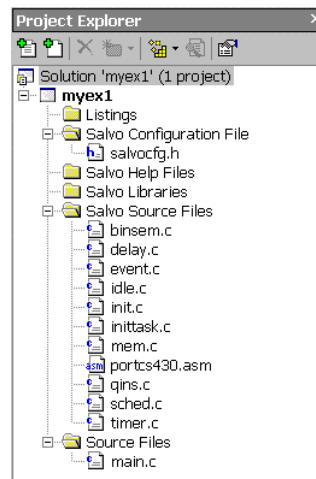 Project Explorer
Solution 'myex1' (1 project)
myex1
Listings
Salvo Configuration File
salvocfg.h
Salvo Help Files
Salvo Libraries
Salvo Source Files
binsem.c
delay.c
event.c
idle.c
init.c
inittask.c
mem.c
portcs430.asm
qins.c
sched.c
timer.c
Source Files
main.c